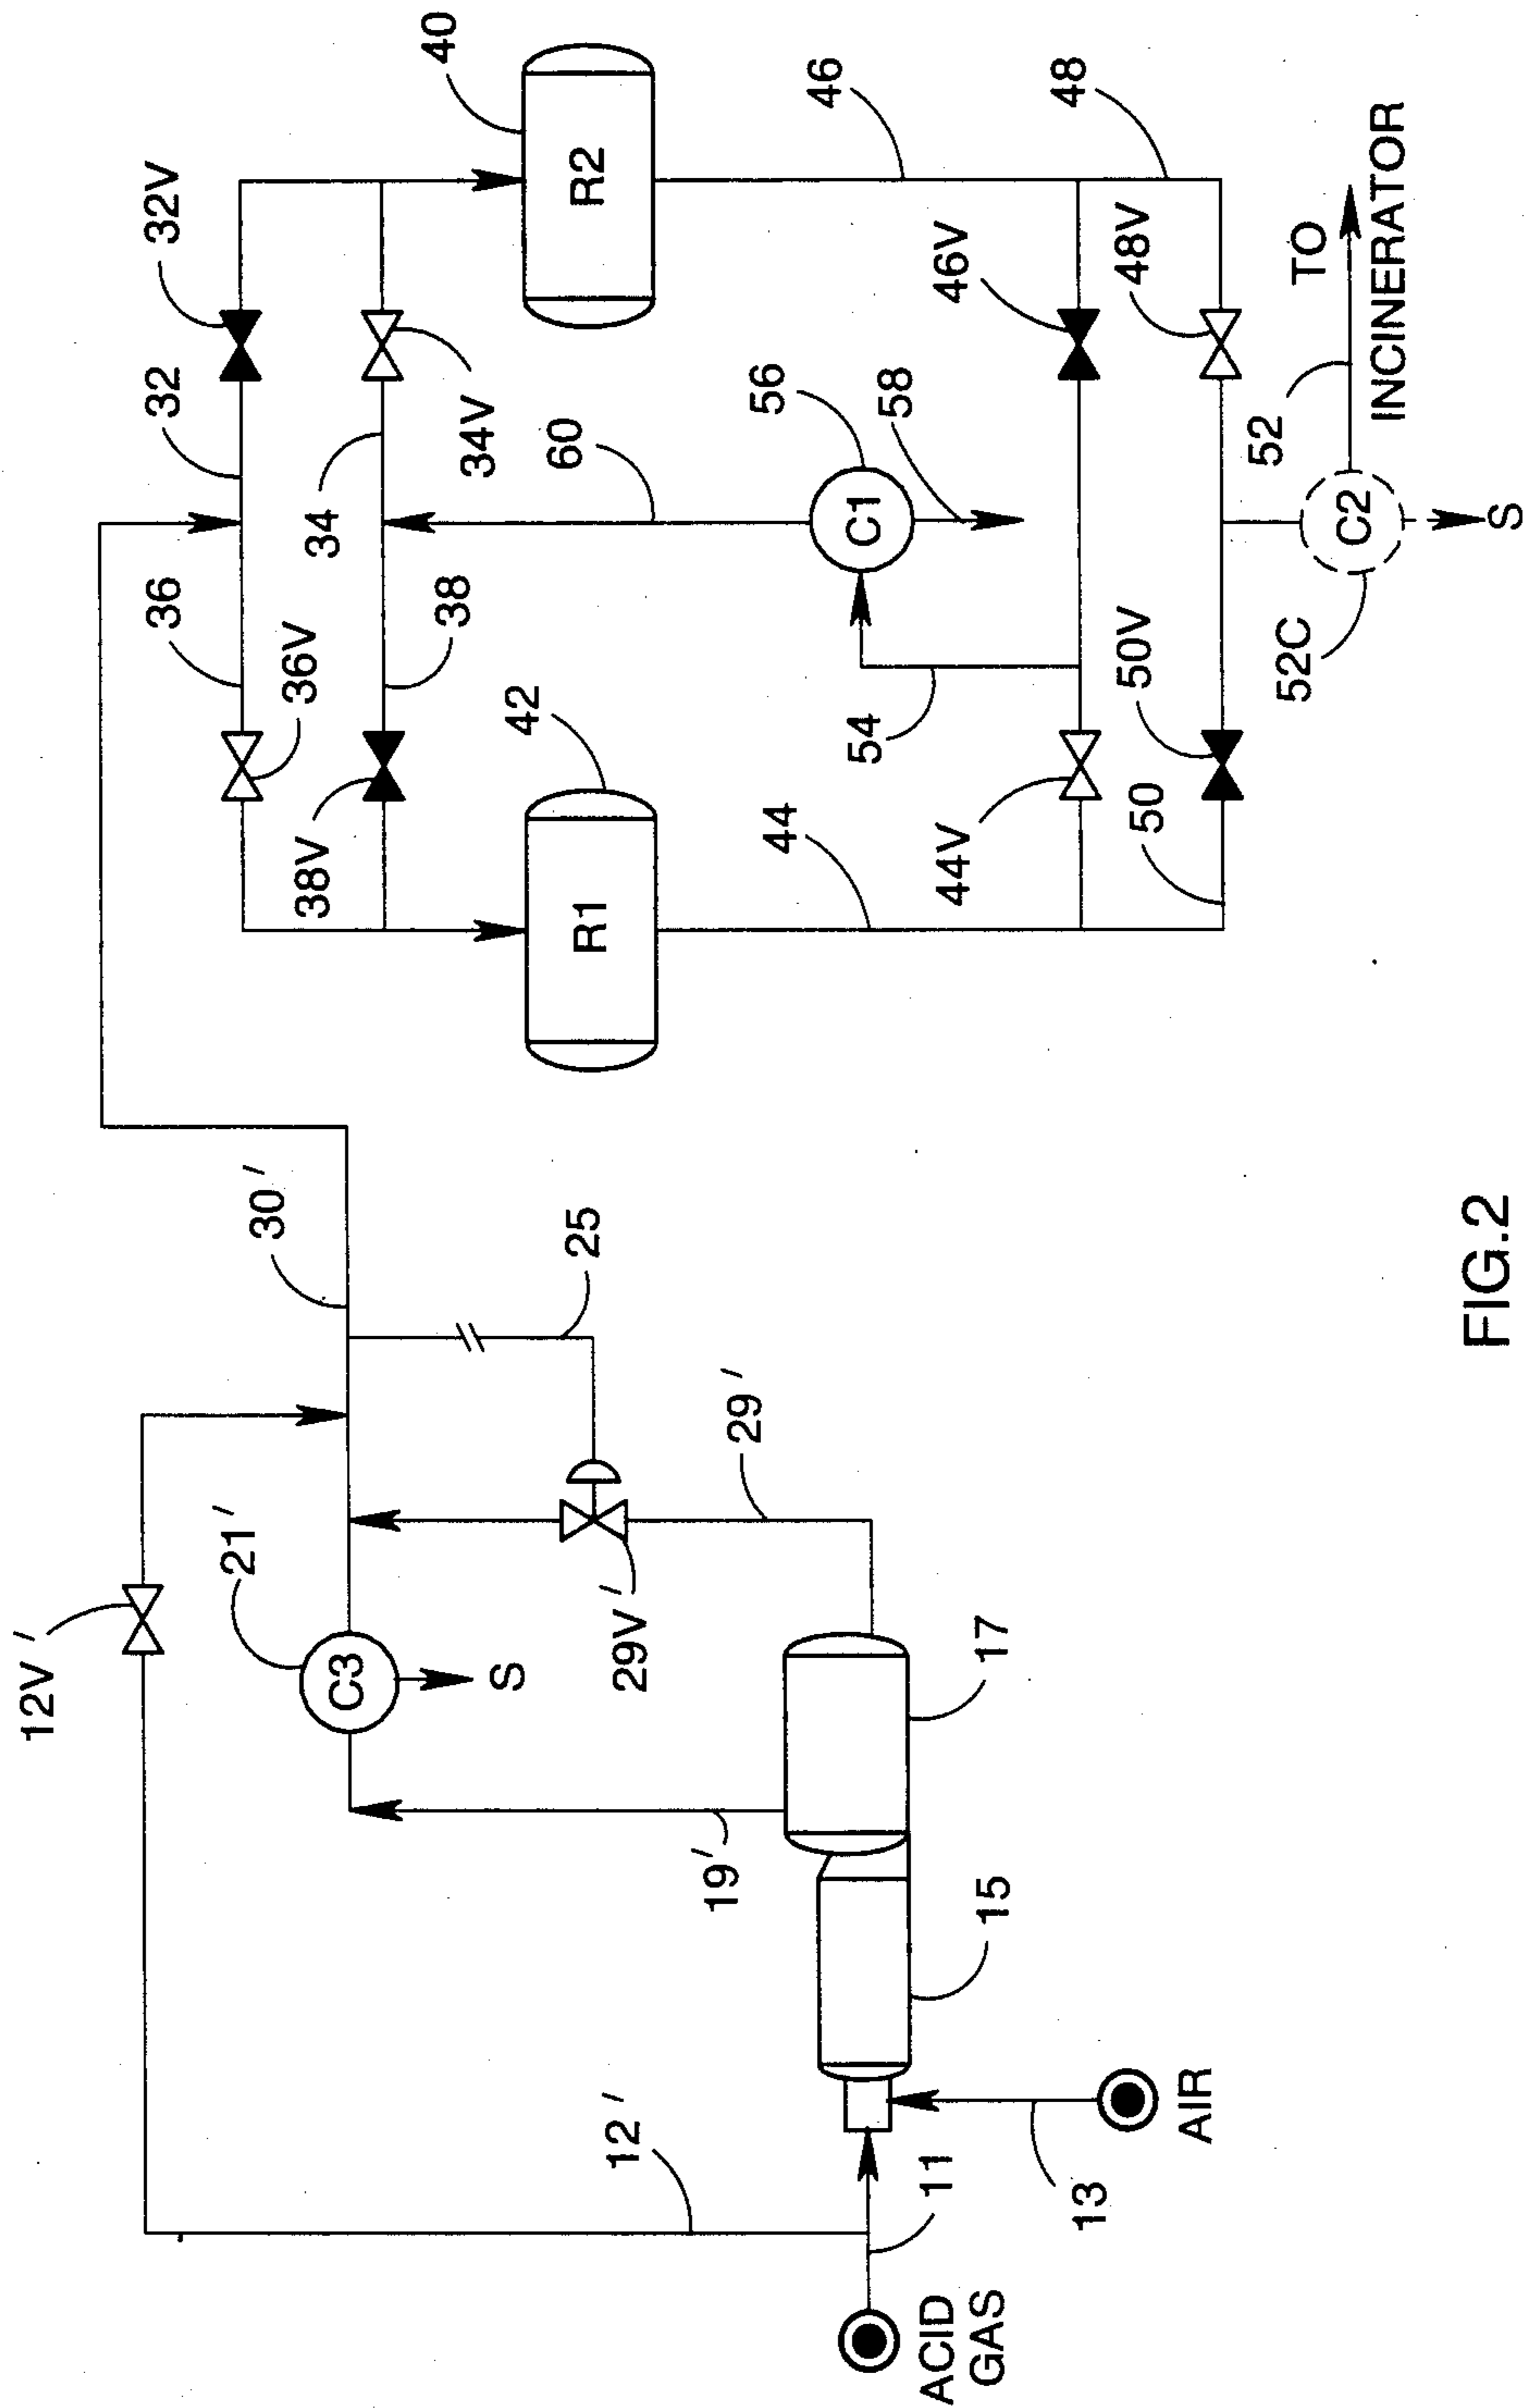 12V'
12'
ACID
GAS
11
13
AIR
15
17
19'
21'
C3
S
29V'
29'
25
30'
36
36V
38V
38
42
R1
44
44V
54
50
50V
32
32V
34
34V
60
40
R2
46
46V
48
48V
56
C1
58
52
TO
INCINERATOR
C2
52C
S
FIG.2